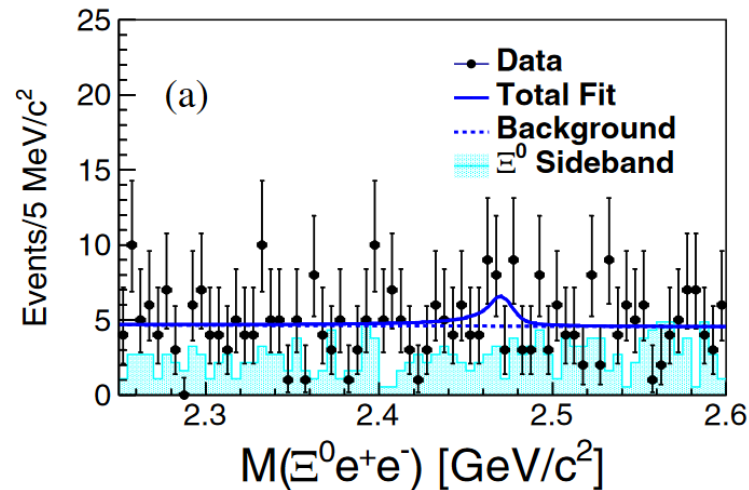 25
20
15
10
5
0
Events/5 MeV/c²
(a)
Data
Total Fit
Background
Ξ⁰ Sideband
2.3 2.4 2.5 2.6
M(Ξ⁰e⁺e⁻) [GeV/c²]